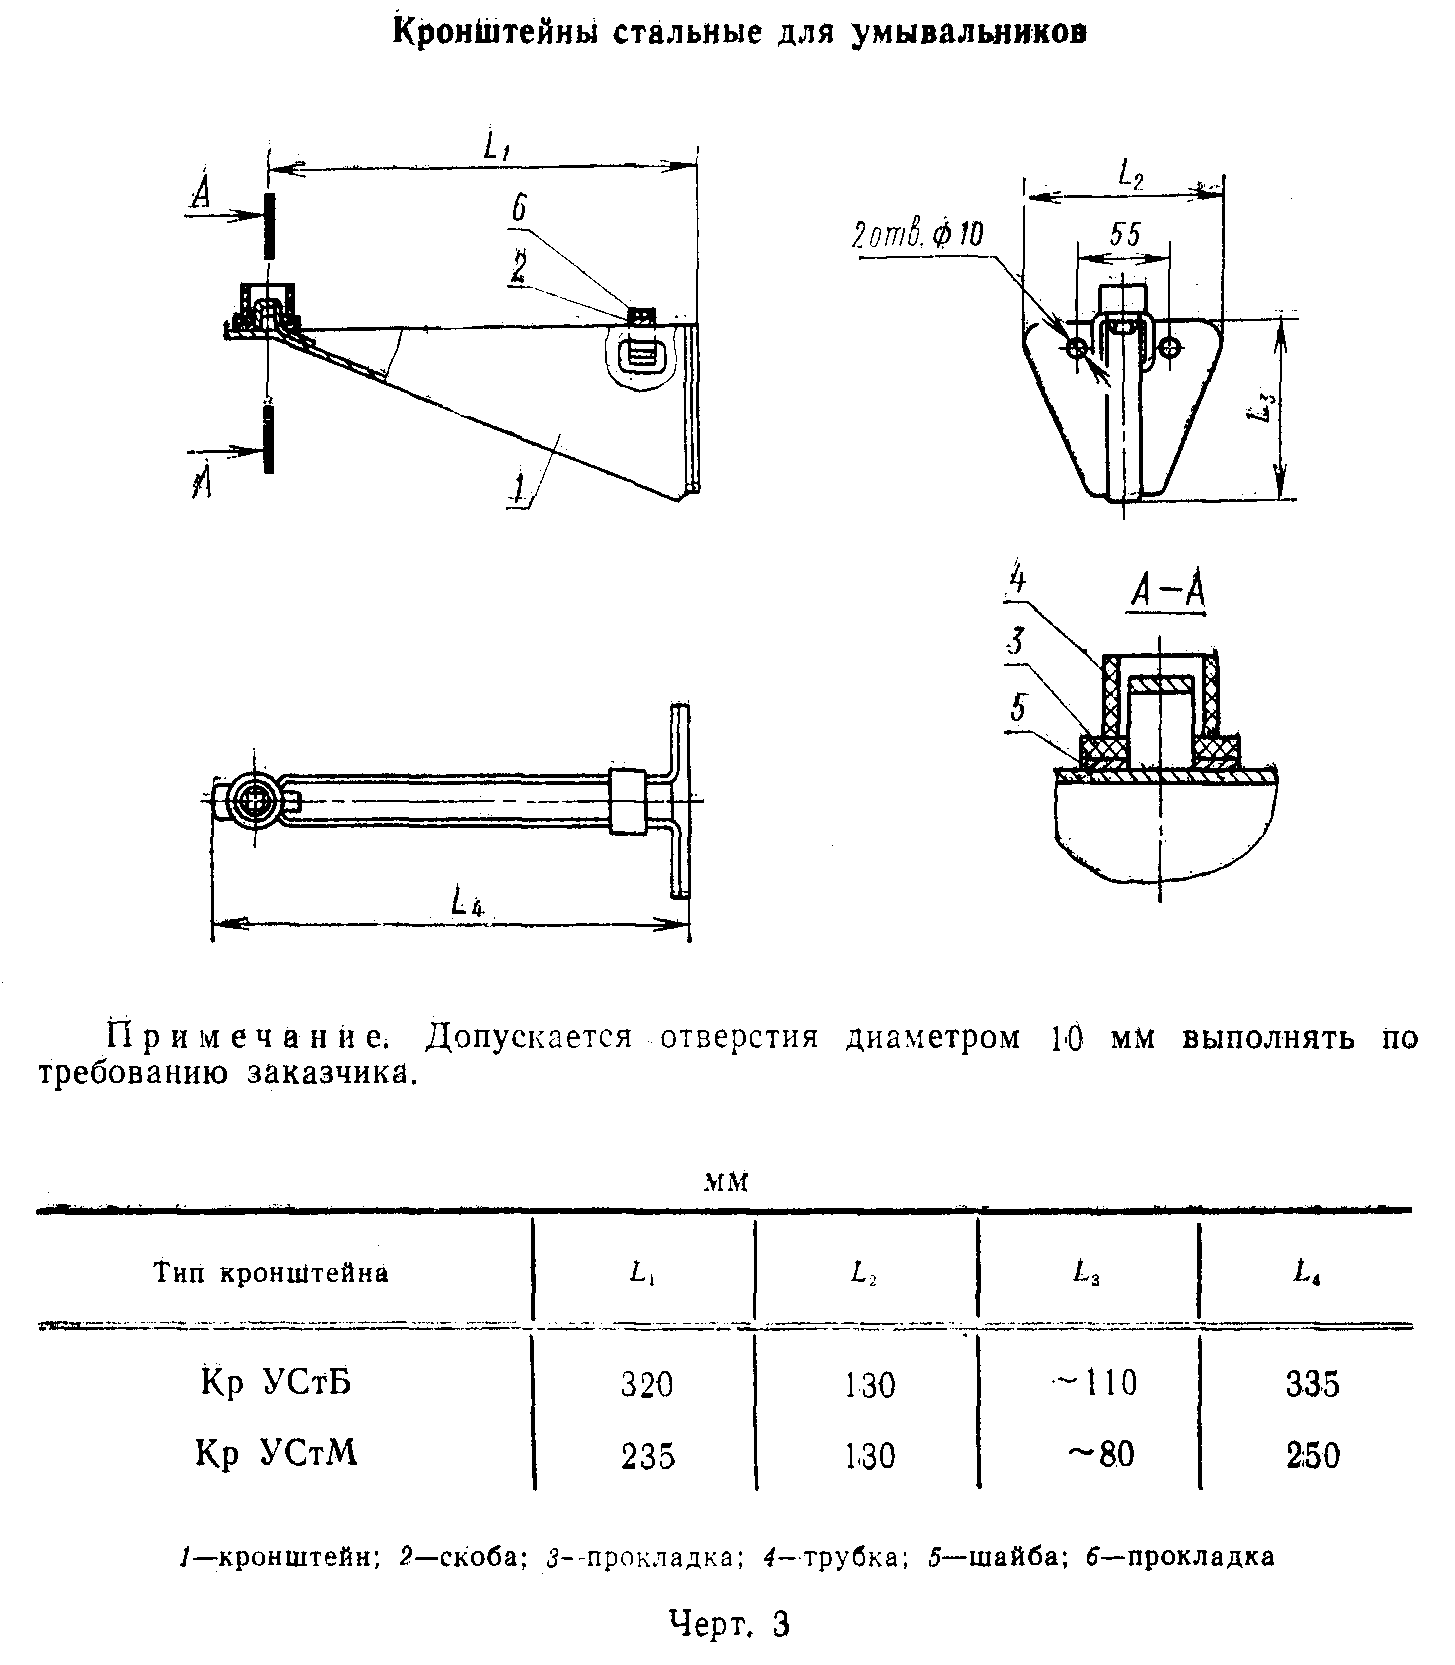 Кронштейны стальные для умывальников
L₁
L₂
А
6
2отв. ϕ10
55
2
L₃
А
1
4
А–А
3
5
L₄
Примечание. Допускается отверстия диаметром 10 мм выполнять по
требованию заказчика.
мм
Тип кронштейна L₁ L₂ L₃ L₄
Кр УСтБ 320 130 ~110 335
Кр УСтМ 235 130 ~80 250
1—кронштейн; 2—скоба; 3—прокладка; 4—трубка; 5—шайба; 6—прокладка
Черт. 3